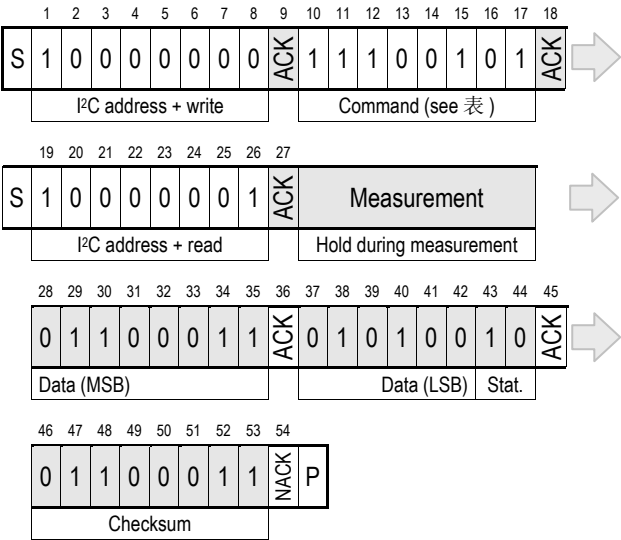 1 2 3 4 5 6 7 8 9 10 11 12 13 14 15 16 17 18
S 1 0 0 0 0 0 0 0 ACK 1 1 1 0 0 1 0 1 ACK
I²C address + write Command (see 表 )
19 20 21 22 23 24 25 26 27
S 1 0 0 0 0 0 0 1 ACK Measurement
I²C address + read Hold during measurement
28 29 30 31 32 33 34 35 36 37 38 39 40 41 42 43 44 45
0 1 1 0 0 0 1 1 ACK 0 1 0 1 0 0 1 0 ACK
Data (MSB) Data (LSB) Stat.
46 47 48 49 50 51 52 53 54
0 1 1 0 0 0 1 1 NACK P
Checksum